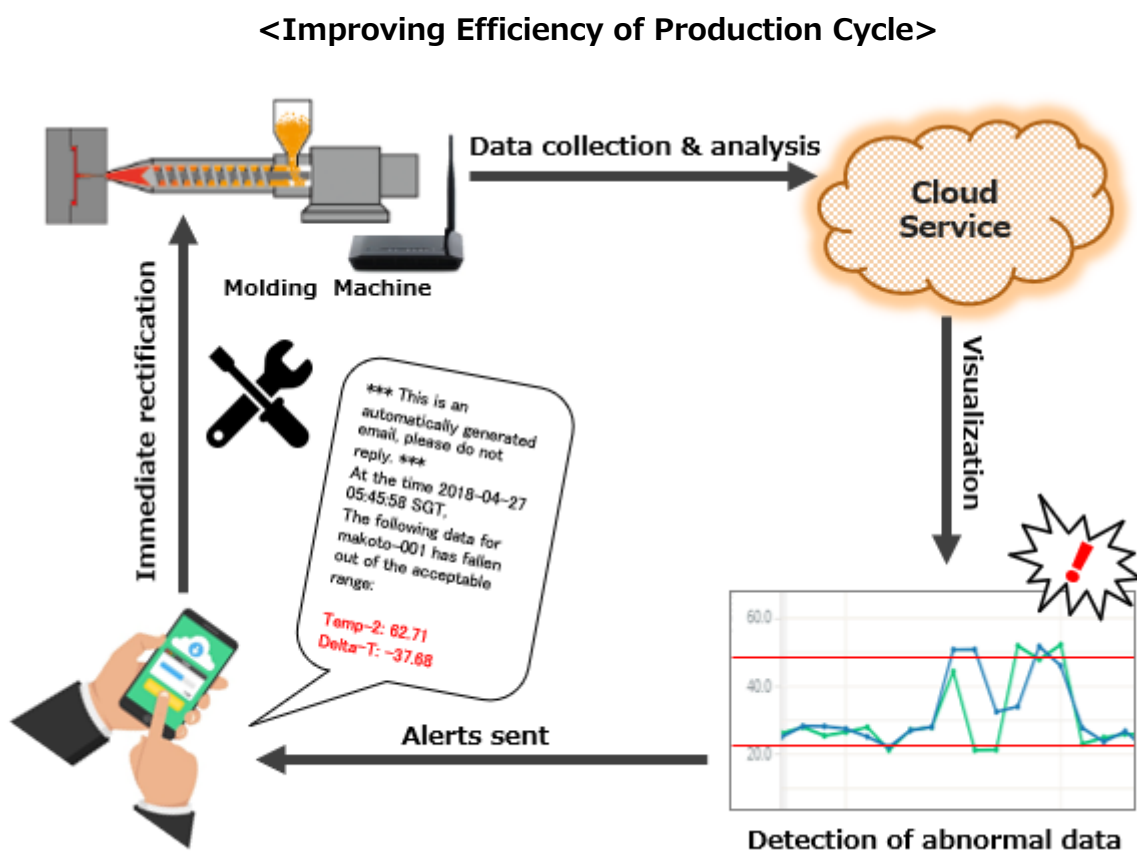 <Improving Efficiency of Production Cycle>
Data collection & analysis
Cloud
Service
Molding Machine
Immediate rectification
Visualization
*** This is an
automatically generated
email, please do not
reply. ***
At the time 2018-04-27
05:45:58 SGT,
The following data for
makoto-001 has fallen
out of the acceptable
range:
Temp-2: 62.71
Delta-T: -37.68
!
60.0
40.0
20.0
Alerts sent
Detection of abnormal data